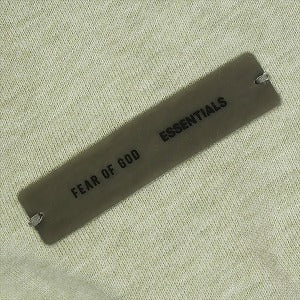 FEAR OF GOD ESSENTIALS